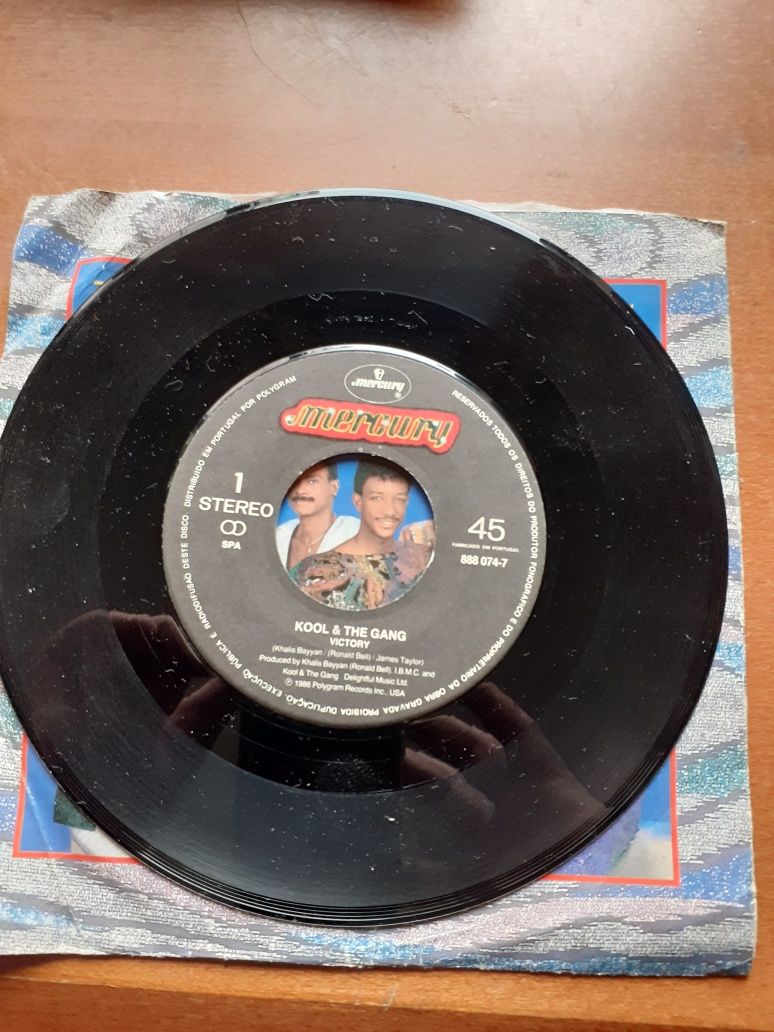 mercury
®
mercury
DISTRIBUIDO EM PORTUGAL POR POLYGRAM
RESERVADOS TODOS OS DIREITOS DO PRODUTOR FONOGRÁFICO E DO PROPRIETÁRIO DA OBRA GRAVADA PROIBIDA DUPLICAÇÃO, EXECUÇÃO PÚBLICA E RADIODIFUSÃO DESTE DISCO
1
STEREO
SPA
45
FABRICADO EM PORTUGAL
888 074-7
KOOL & THE GANG
VICTORY
(Khalis Bayyan / (Ronald Bell) / James Taylor)
Produced by Khalis Bayyan (Ronald Bell), I.B.M.C. and
Kool & The Gang Delightful Music Ltd.
℗ 1986 Polygram Records Inc., USA